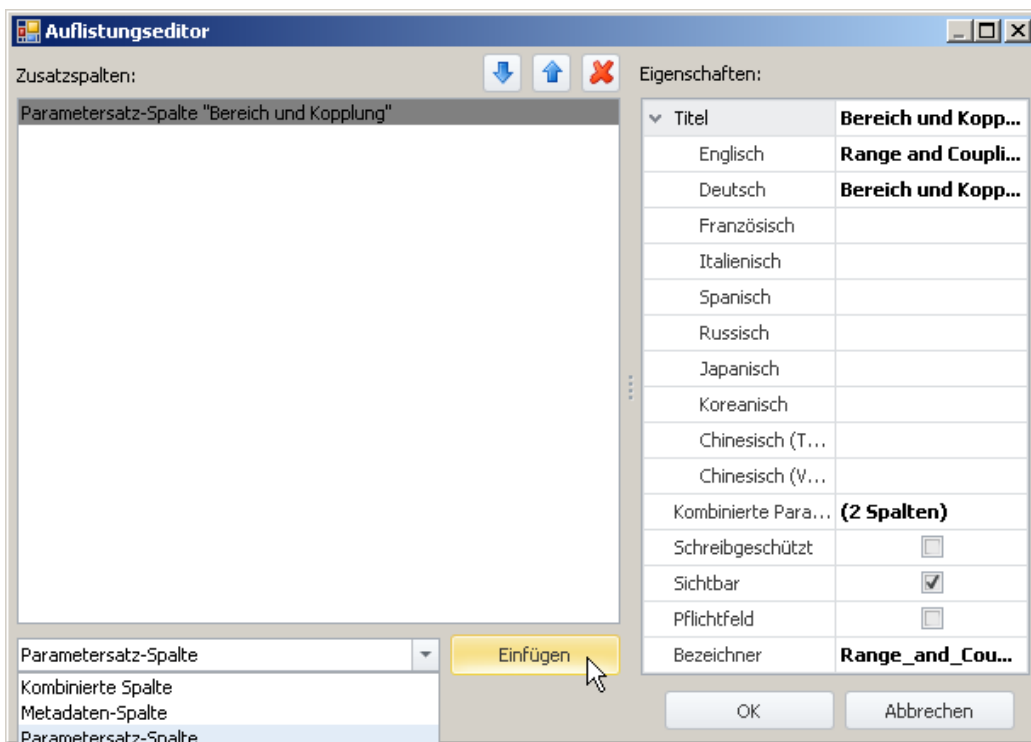 Auflistungseditor
Zusatzspalten:
Parametersatz-Spalte "Bereich und Kopplung"
Parametersatz-Spalte
Einfügen
Kombinierte Spalte
Metadaten-Spalte
Parametersatz-Spalte
Eigenschaften:
Titel Bereich und Kopp...
Englisch Range and Coupli...
Deutsch Bereich und Kopp...
Französisch
Italienisch
Spanisch
Russisch
Japanisch
Koreanisch
Chinesisch (T...
Chinesisch (V...
Kombinierte Para... (2 Spalten)
Schreibgeschützt
Sichtbar
Pflichtfeld
Bezeichner Range_and_Cou...
OK Abbrechen